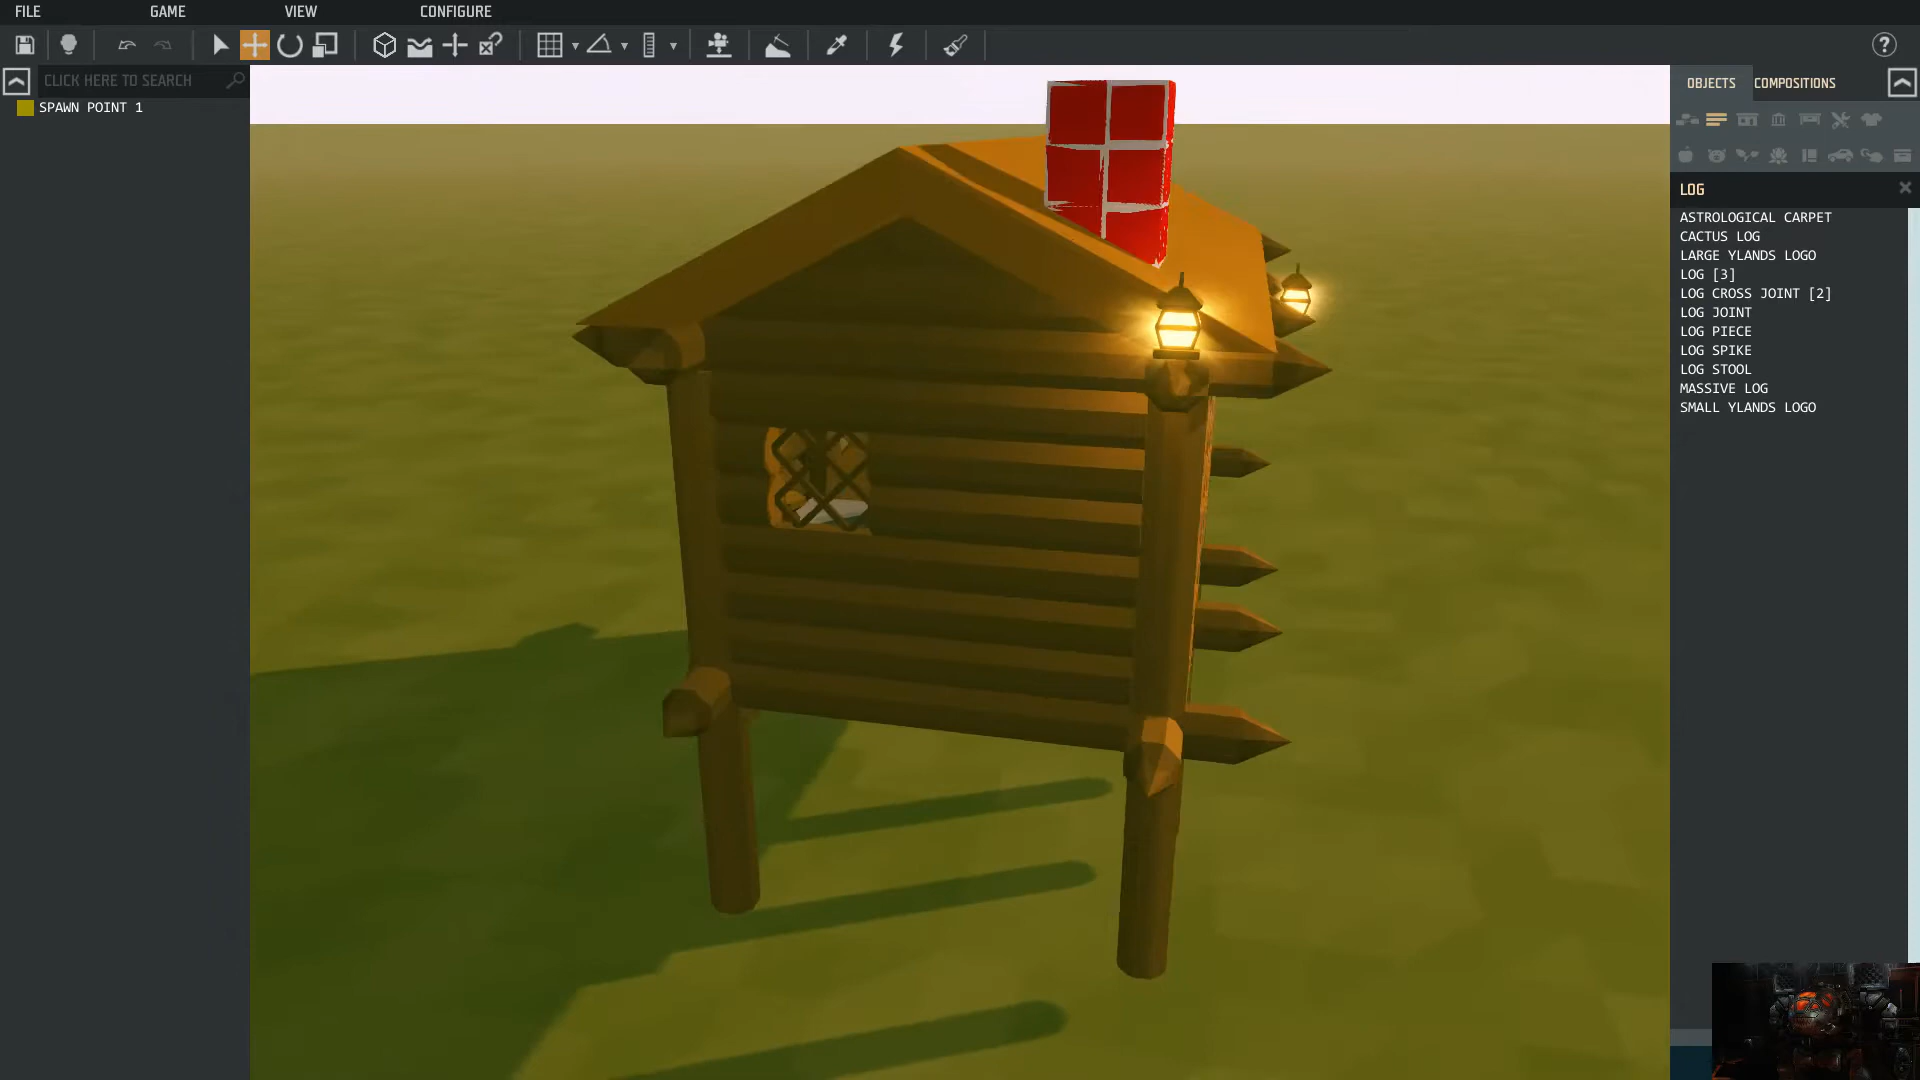 FILE GAME VIEW CONFIGURE
CLICK HERE TO SEARCH
SPAWN POINT 1
OBJECTS COMPOSITIONS
LOG
ASTROLOGICAL CARPET
CACTUS LOG
LARGE YLANDS LOGO
LOG [3]
LOG CROSS JOINT [2]
LOG JOINT
LOG PIECE
LOG SPIKE
LOG STOOL
MASSIVE LOG
SMALL YLANDS LOGO